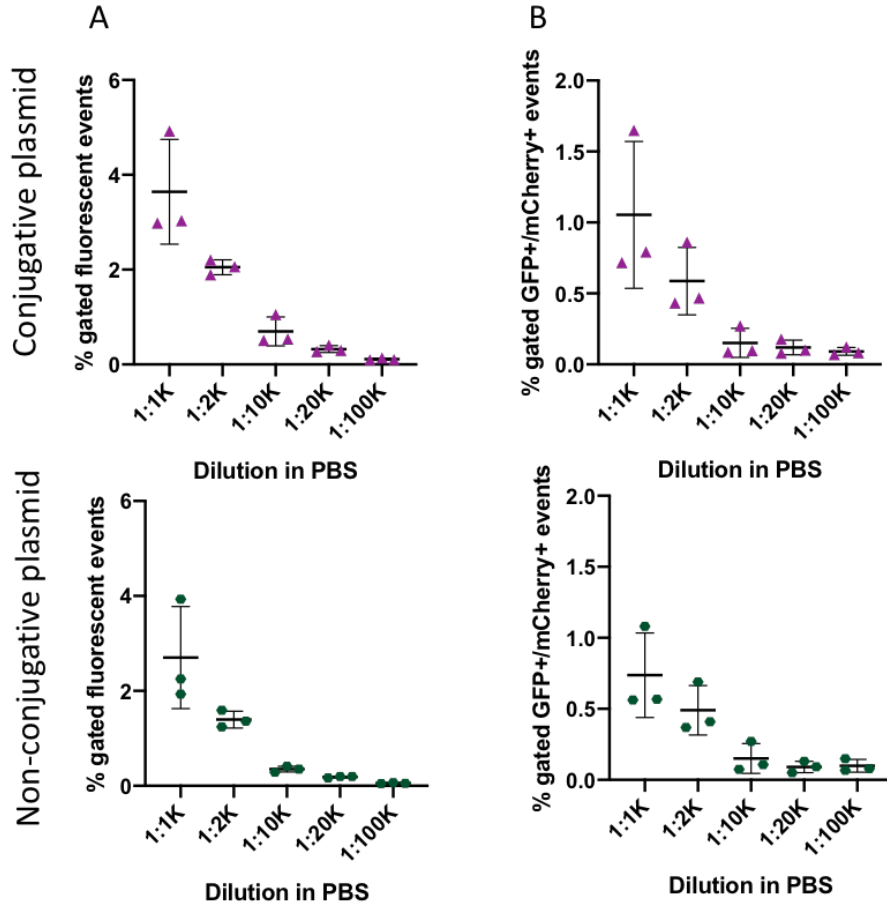 A
B
Conjugative plasmid
% gated fluorescent events
6
4
2
0
1:1K
1:2K
1:10K
1:20K
1:100K
Dilution in PBS
% gated GFP+/mCherry+ events
2.0
1.5
1.0
0.5
0.0
1:1K
1:2K
1:10K
1:20K
1:100K
Dilution in PBS
Non-conjugative plasmid
% gated fluorescent events
6
4
2
0
1:1K
1:2K
1:10K
1:20K
1:100K
Dilution in PBS
% gated GFP+/mCherry+ events
2.0
1.5
1.0
0.5
0.0
1:1K
1:2K
1:10K
1:20K
1:100K
Dilution in PBS